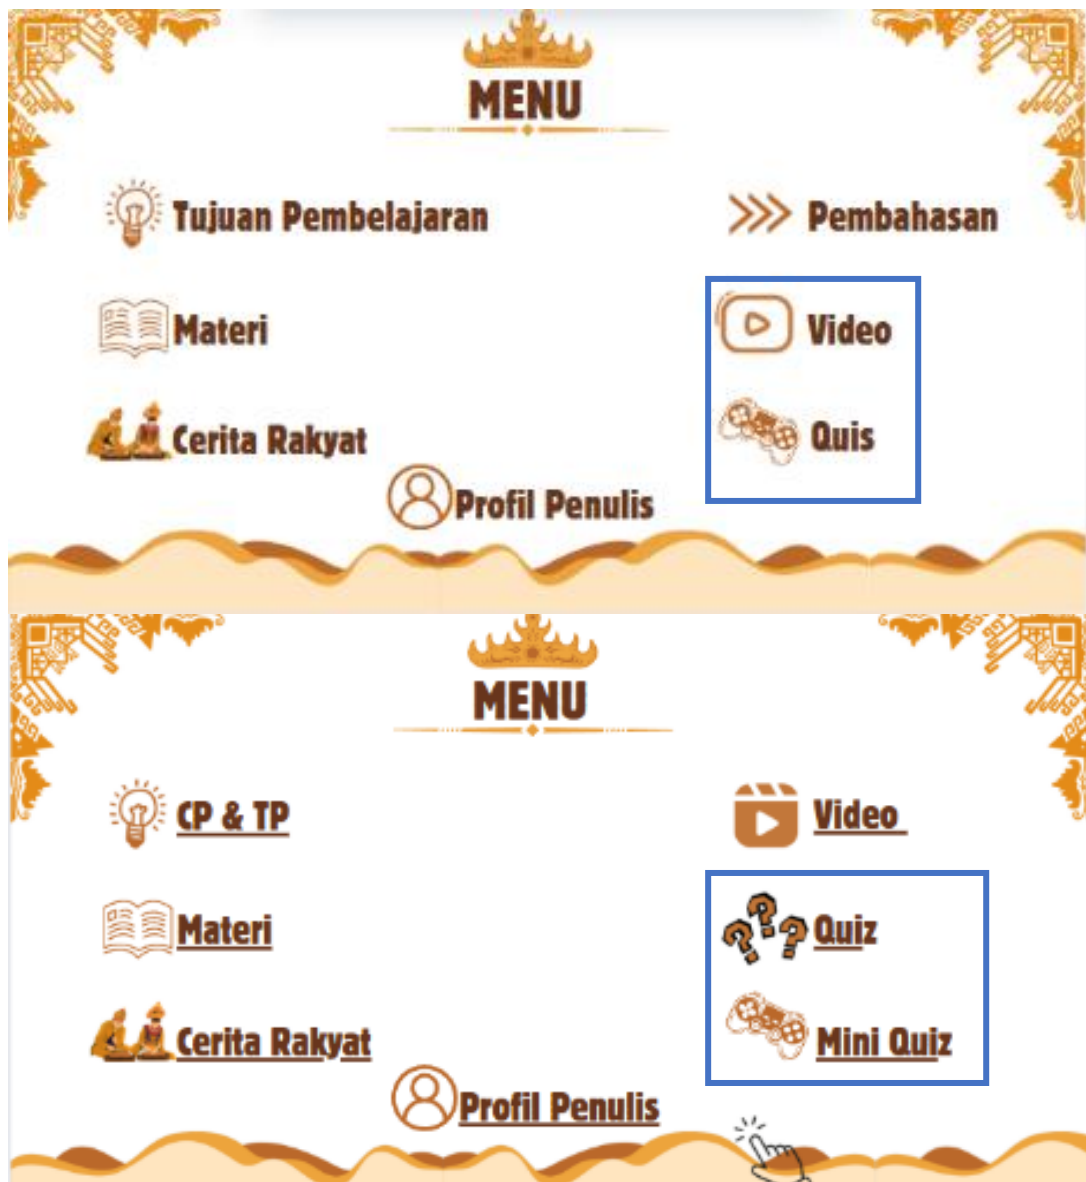 MENU
Tujuan Pembelajaran
Pembahasan
Materi
Video
Cerita Rakyat
Quis
Profil Penulis
MENU
CP & TP
Video
Materi
Quiz
Cerita Rakyat
Mini Quiz
Profil Penulis